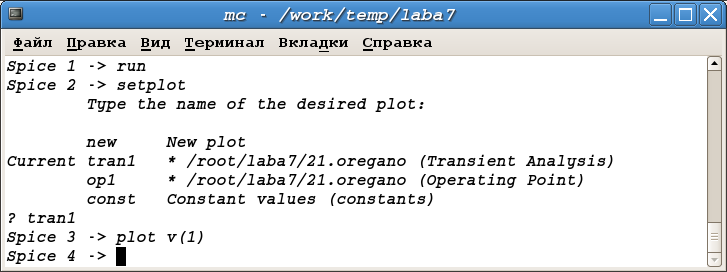 mc - /work/temp/laba7
Файл Правка Вид Терминал Вкладки Справка
Spice 1 -> run
Spice 2 -> setplot
Type the name of the desired plot:
new New plot
Current tran1 * /root/laba7/21.oregano (Transient Analysis)
op1 * /root/laba7/21.oregano (Operating Point)
const Constant values (constants)
? tran1
Spice 3 -> plot v(1)
Spice 4 ->